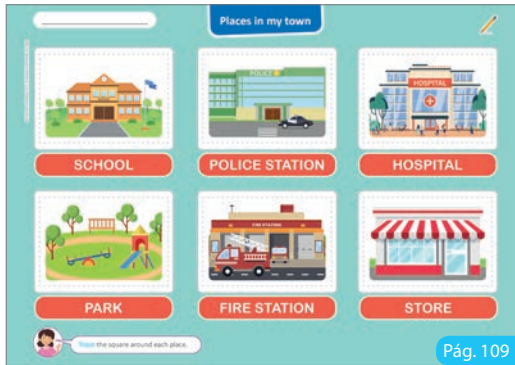 Places in my town
POLICE
HOSPITAL
SCHOOL
POLICE STATION
HOSPITAL
FIRE STATION
PARK
FIRE STATION
STORE
Trace the square around each place.
Pág. 109